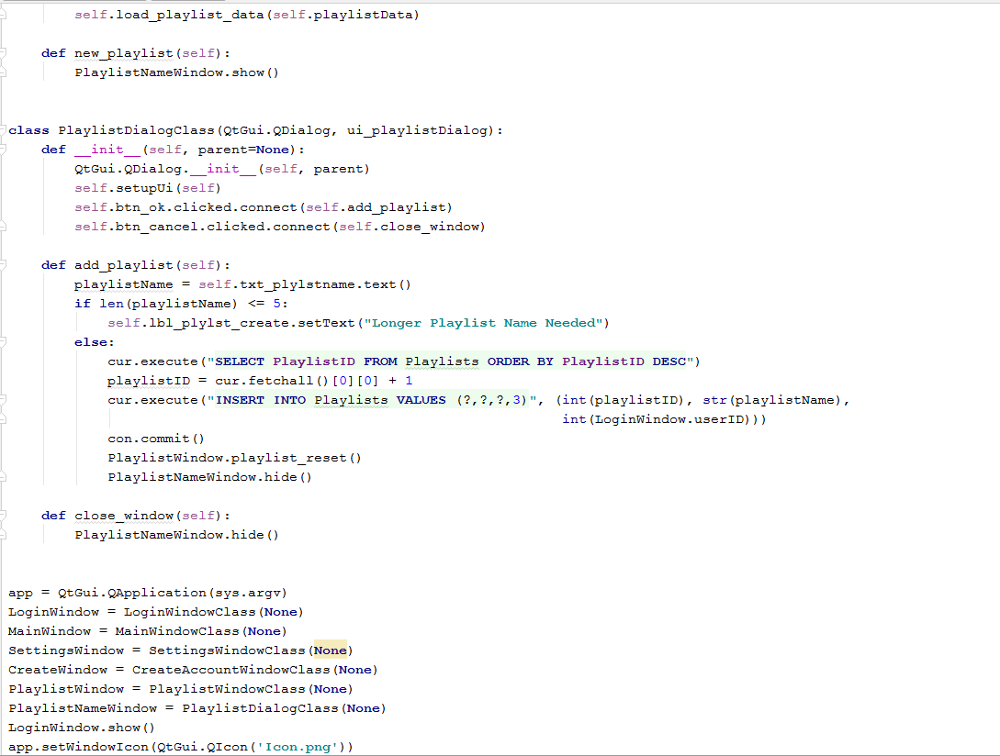 self.load_playlist_data(self.playlistData)

    def new_playlist(self):
        PlaylistNameWindow.show()


class PlaylistDialogClass(QtGui.QDialog, ui_playlistDialog):
    def __init__(self, parent=None):
        QtGui.QDialog.__init__(self, parent)
        self.setupUi(self)
        self.btn_ok.clicked.connect(self.add_playlist)
        self.btn_cancel.clicked.connect(self.close_window)

    def add_playlist(self):
        playlistName = self.txt_plylstname.text()
        if len(playlistName) <= 5:
            self.lbl_plylst_create.setText("Longer Playlist Name Needed")
        else:
            cur.execute("SELECT PlaylistID FROM Playlists ORDER BY PlaylistID DESC")
            playlistID = cur.fetchall()[0][0] + 1
            cur.execute("INSERT INTO Playlists VALUES (?,?,?,3)", (int(playlistID), str(playlistName),
                                                                   int(LoginWindow.userID)))
            con.commit()
            PlaylistWindow.playlist_reset()
            PlaylistNameWindow.hide()

    def close_window(self):
        PlaylistNameWindow.hide()


app = QtGui.QApplication(sys.argv)
LoginWindow = LoginWindowClass(None)
MainWindow = MainWindowClass(None)
SettingsWindow = SettingsWindowClass(None)
CreateWindow = CreateAccountWindowClass(None)
PlaylistWindow = PlaylistWindowClass(None)
PlaylistNameWindow = PlaylistDialogClass(None)
LoginWindow.show()
app.setWindowIcon(QtGui.QIcon('Icon.png'))